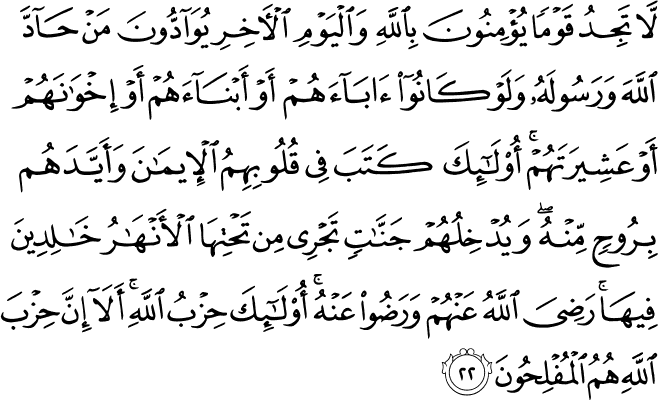 لَّا تَجِدُ قَوْمًا يُؤْمِنُونَ بِٱللَّهِ وَٱلْيَوْمِ ٱلْـَٔاخِرِ يُوَآدُّونَ مَنْ حَآدَّ
ٱللَّهَ وَرَسُولَهُۥ وَلَوْ كَانُوٓا۟ ءَابَآءَهُمْ أَوْ أَبْنَآءَهُمْ أَوْ إِخْوَٰنَهُمْ
أَوْ عَشِيرَتَهُمْ ۚ أُو۟لَـٰٓئِكَ كَتَبَ فِى قُلُوبِهِمُ ٱلْإِيمَـٰنَ وَأَيَّدَهُم
بِرُوحٍ مِّنْهُ ۖ وَيُدْخِلُهُمْ جَنَّـٰتٍ تَجْرِى مِن تَحْتِهَا ٱلْأَنْهَـٰرُ خَـٰلِدِينَ
فِيهَا ۚ رَضِىَ ٱللَّهُ عَنْهُمْ وَرَضُوا۟ عَنْهُ ۚ أُو۟لَـٰٓئِكَ حِزْبُ ٱللَّهِ ۚ أَلَآ إِنَّ حِزْبَ
ٱللَّهِ هُمُ ٱلْمُفْلِحُونَ ٢٢